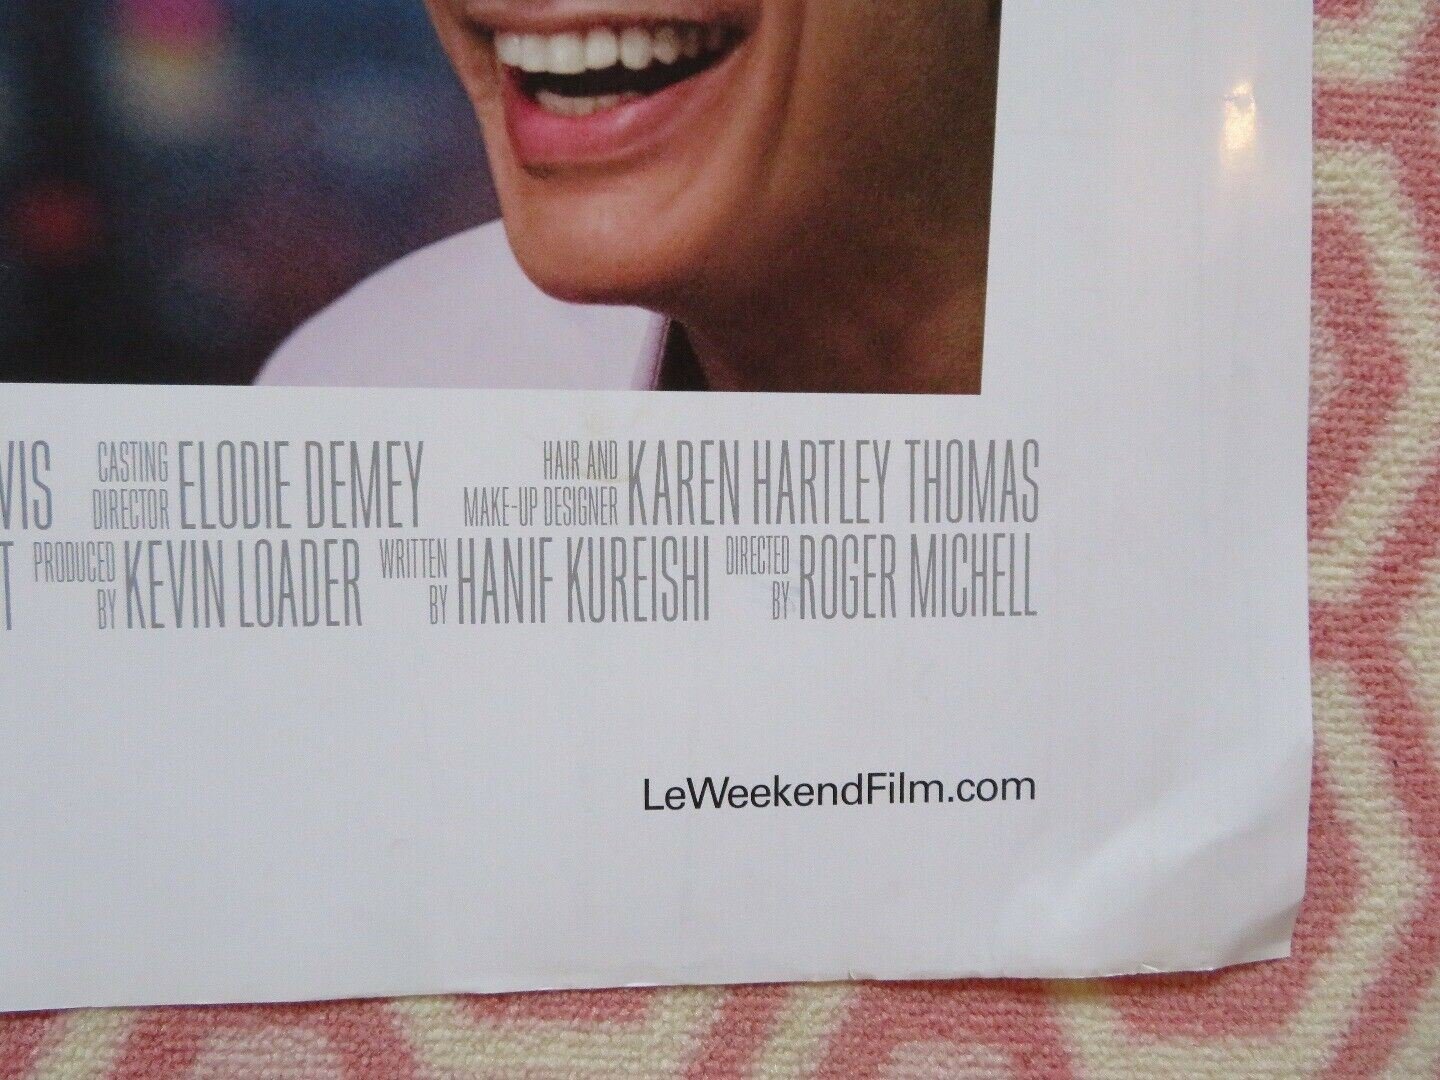 CASTING DIRECTOR ELODIE DEMEY HAIR AND MAKE-UP DESIGNER KAREN HARTLEY THOMAS
PRODUCED BY KEVIN LOADER WRITTEN BY HANIF KUREISHI DIRECTED BY ROGER MICHELL
LeWeekendFilm.com